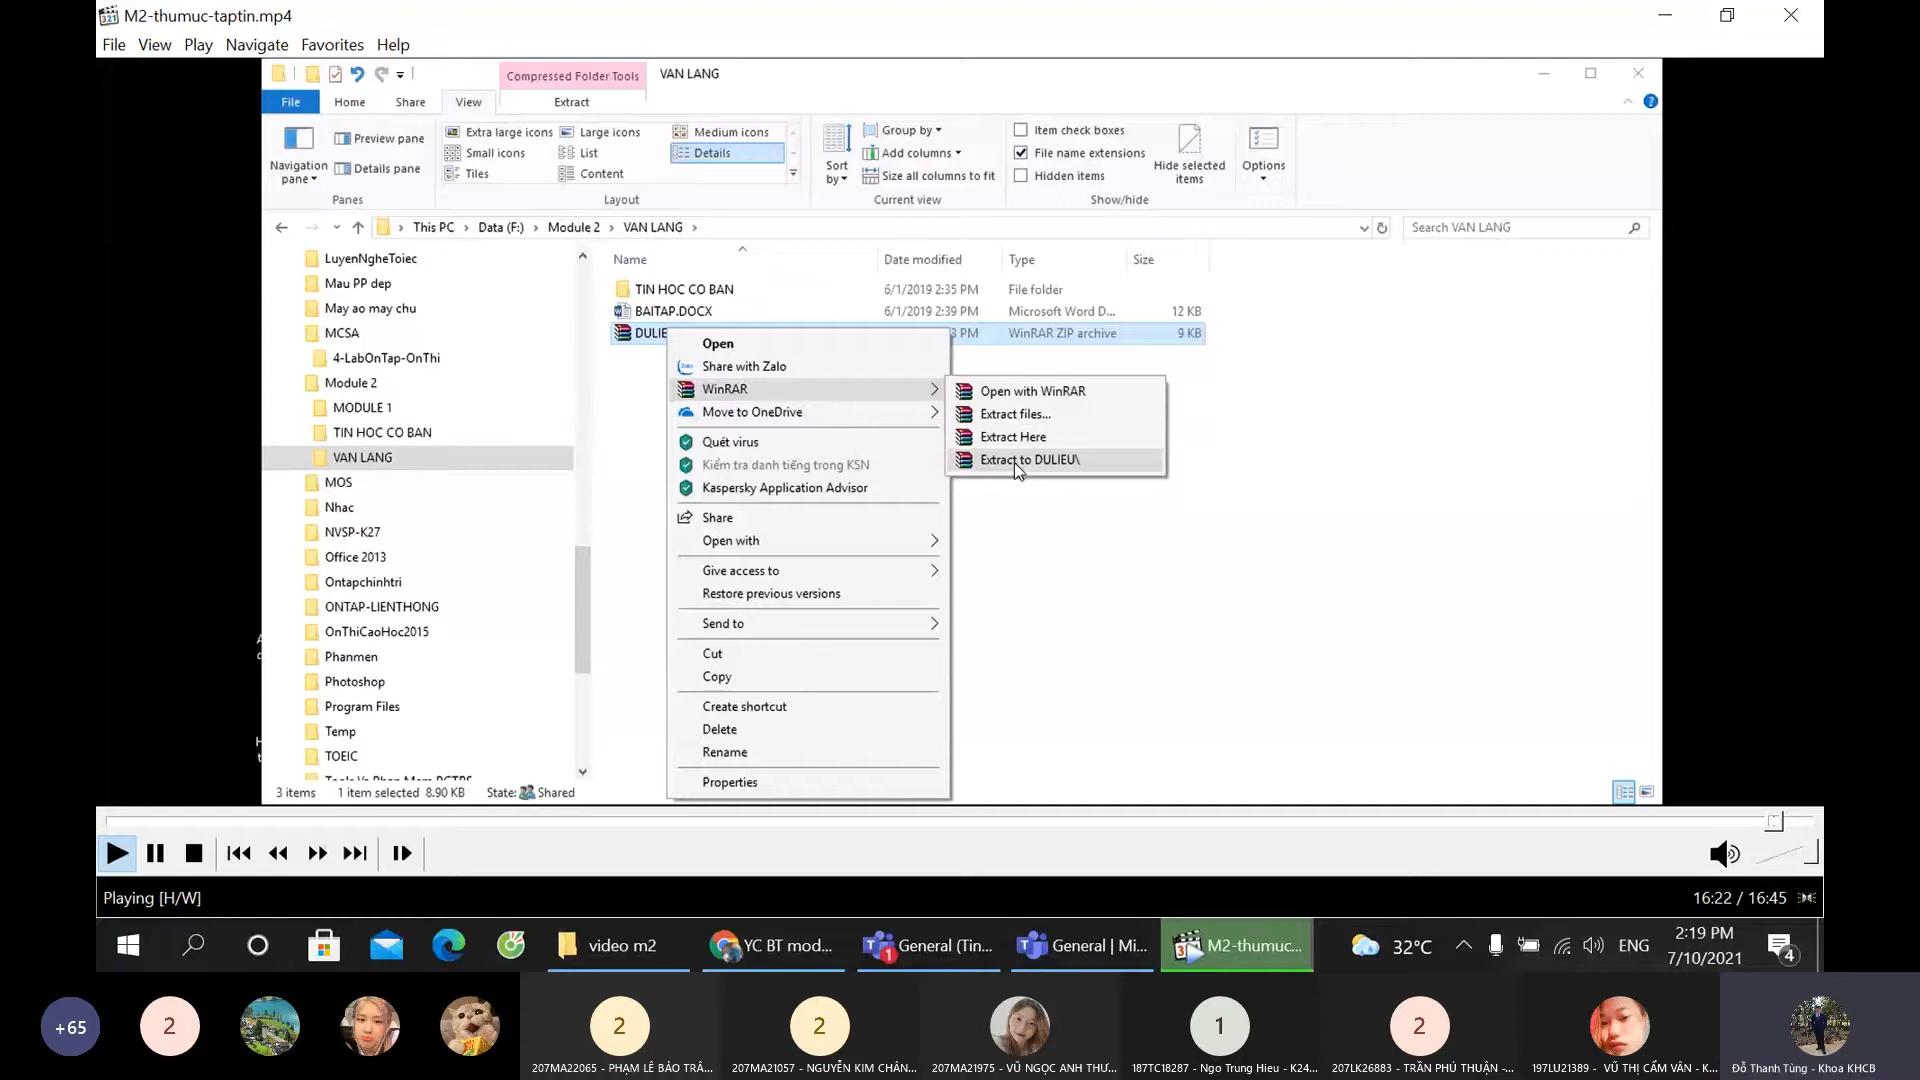 M2-thumuc-taptin.mp4
File View Play Navigate Favorites Help
Compressed Folder Tools VAN LANG
File Home Share View Extract
Navigation pane
Preview pane
Details pane
Panes
Extra large icons Large icons Medium icons
Small icons List Details
Tiles Content
Layout
Sort by
Group by
Add columns
Size all columns to fit
Current view
Item check boxes
File name extensions
Hidden items
Hide selected items
Show/hide
Options
This PC > Data (F:) > Module 2 > VAN LANG >
Search VAN LANG
LuyenNgheToiec
Mau PP dep
May ao may chu
MCSA
4-LabOnTap-OnThi
Module 2
MODULE 1
TIN HOC CO BAN
VAN LANG
MOS
Nhac
NVSP-K27
Office 2013
Ontapchinhtri
ONTAP-LIENTHONG
OnThiCaoHoc2015
Phanmen
Photoshop
Program Files
Temp
TOEIC
Name Date modified Type Size
TIN HOC CO BAN 6/1/2019 2:35 PM File folder
BAITAP.DOCX 6/1/2019 2:39 PM Microsoft Word D... 12 KB
DULIE 3 PM WinRAR ZIP archive 9 KB
Open
Share with Zalo
WinRAR
Move to OneDrive
Quét virus
Kiểm tra danh tiếng trong KSN
Kaspersky Application Advisor
Share
Open with
Give access to
Restore previous versions
Send to
Cut
Copy
Create shortcut
Delete
Rename
Properties
Open with WinRAR
Extract files...
Extract Here
Extract to DULIEU\
3 items 1 item selected 8.90 KB State: Shared
Playing [H/W] 16:22 / 16:45
video m2 YC BT mod... General (Tin... General | Mi... M2-thumuc... 32°C ENG 2:19 PM
7/10/2021
4
+65 2 2 2 1 2
207MA22065 - PHẠM LÊ BẢO TRÂ... 207MA21057 - NGUYỄN KIM CHÂN... 207MA21975 - VŨ NGỌC ANH THƯ... 187TC18287 - Ngo Trung Hieu - K24... 207LK26883 - TRẦN PHÚ THUẬN -... 197LU21389 - VŨ THỊ CẨM VÂN - K... Đỗ Thanh Tùng - Khoa KHCB